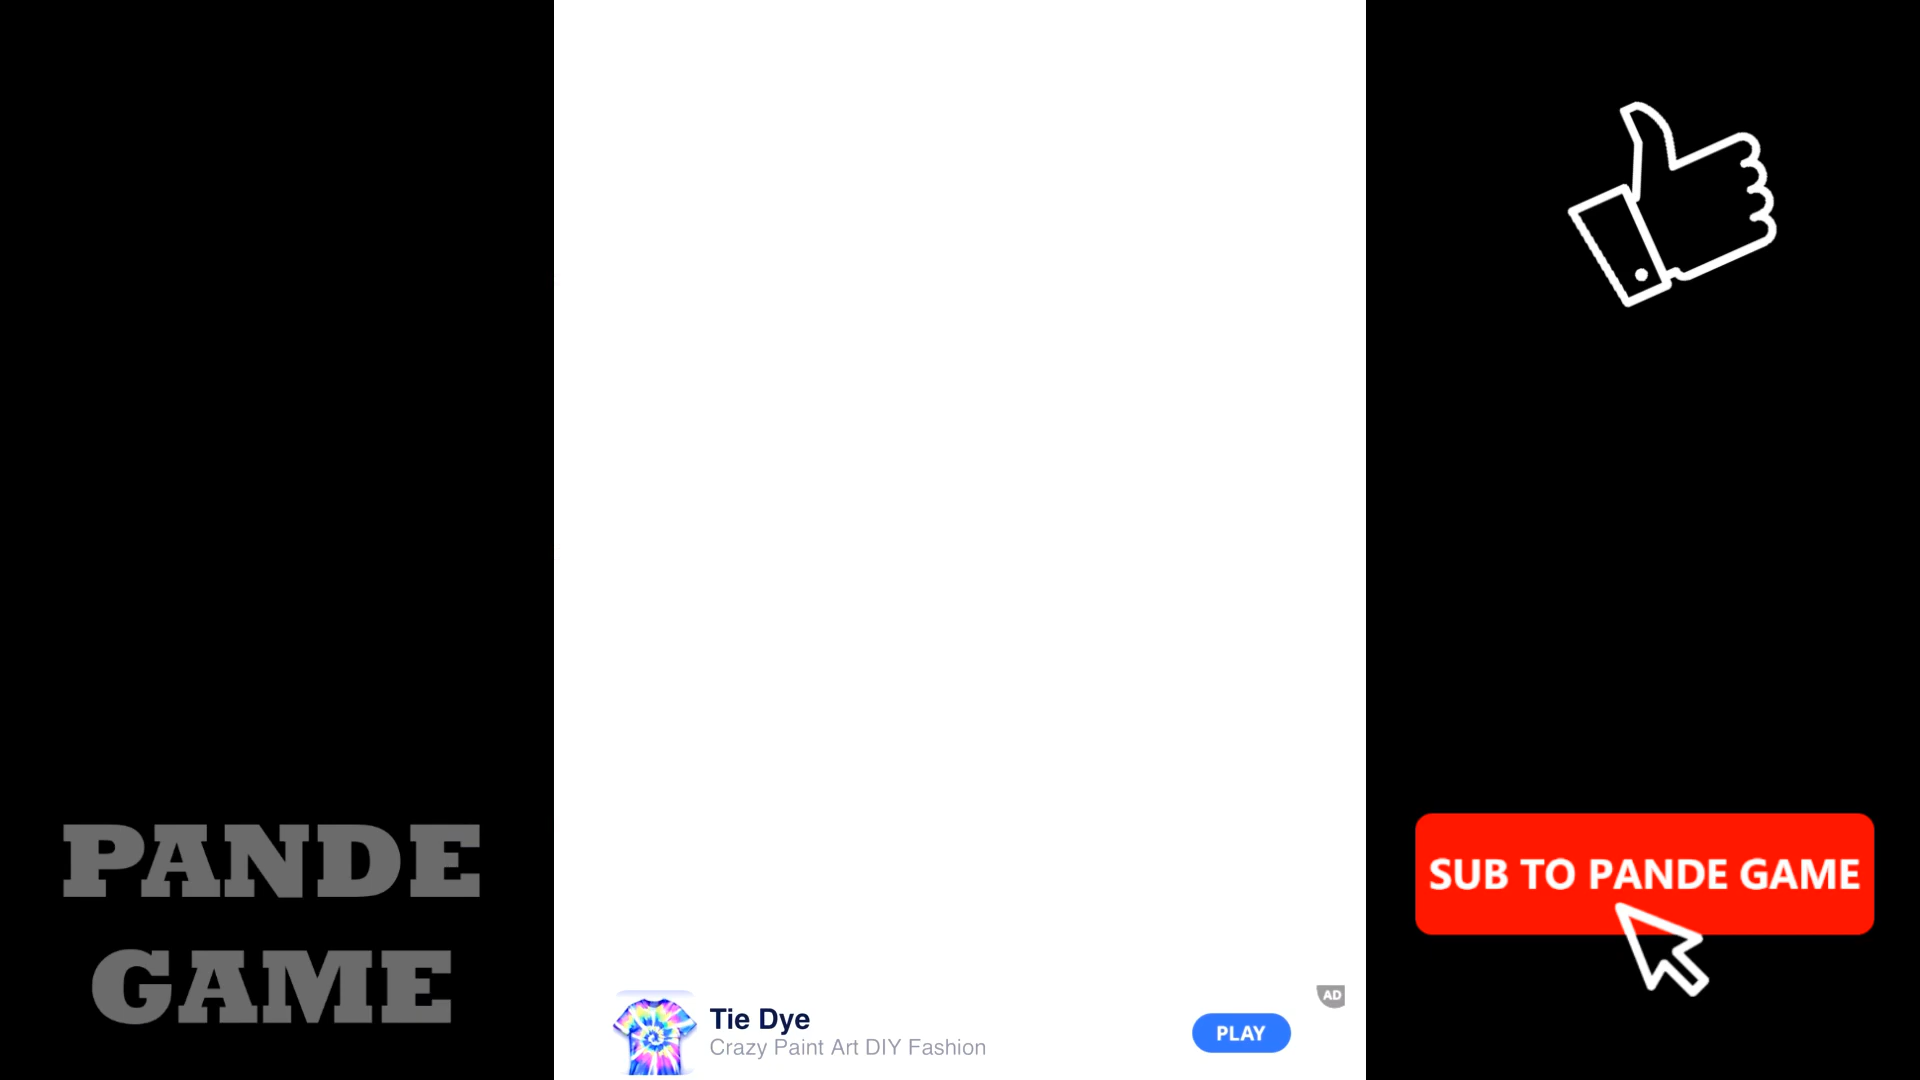 PANDE
GAME
SUB TO PANDE GAME
AD
Tie Dye
Crazy Paint Art DIY Fashion
PLAY